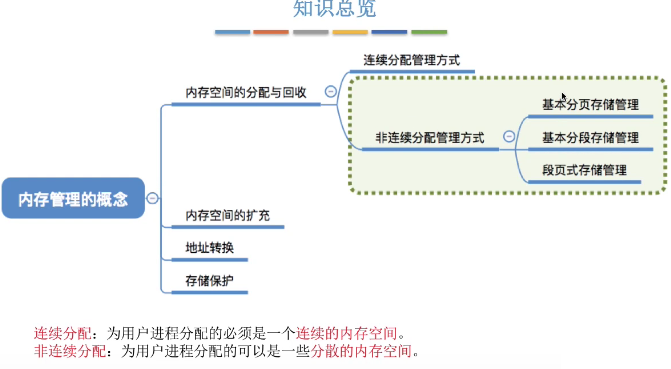 知识总览
连续分配管理方式
内存空间的分配与回收
基本分页存储管理
非连续分配管理方式
基本分段存储管理
段页式存储管理
内存管理的概念
内存空间的扩充
地址转换
存储保护
连续分配：为用户进程分配的必须是一个连续的内存空间。
非连续分配：为用户进程分配的可以是一些分散的内存空间。